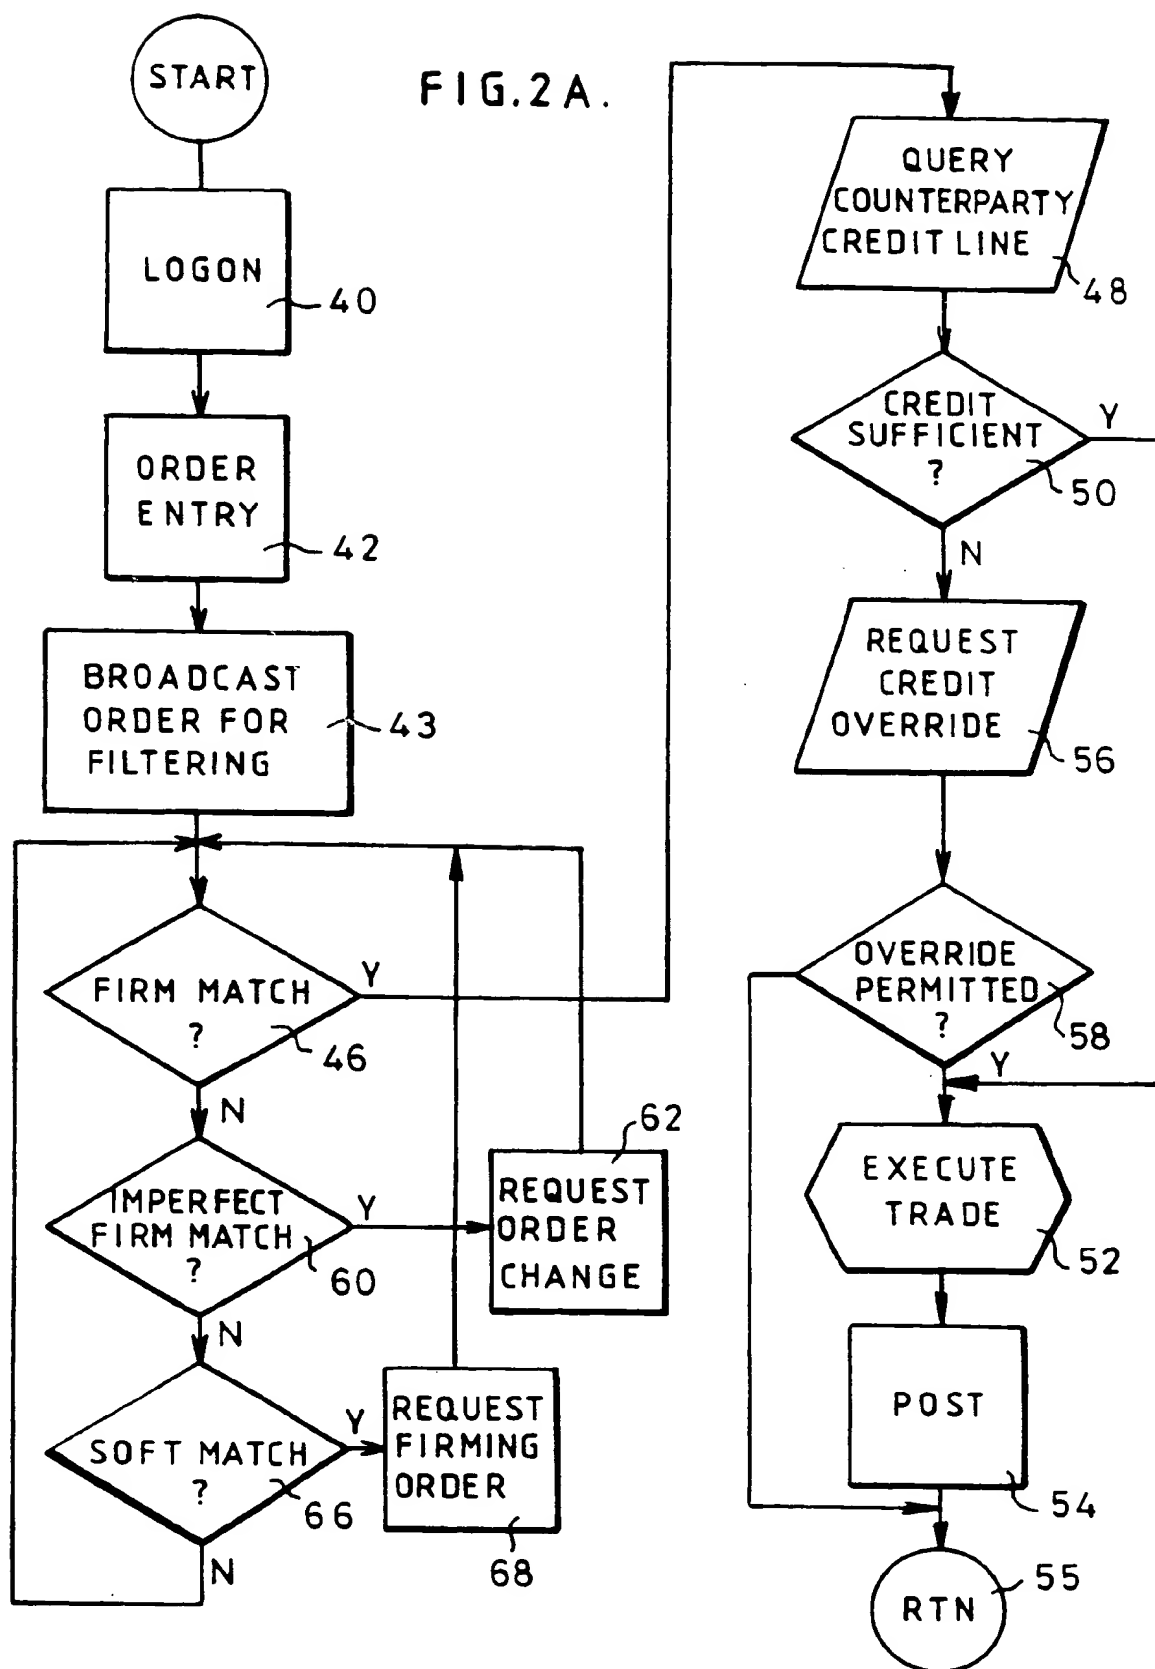 START
FIG.2A.
LOGON
40
ORDER
ENTRY
42
BROADCAST
ORDER FOR
FILTERING
43
FIRM MATCH
?
46
Y
N
IMPERFECT
FIRM MATCH
?
60
Y
N
62
REQUEST
ORDER
CHANGE
SOFT MATCH
?
66
Y
N
REQUEST
FIRMING
ORDER
68
QUERY
COUNTERPARTY
CREDIT LINE
48
CREDIT
SUFFICIENT
?
50
Y
N
REQUEST
CREDIT
OVERRIDE
56
OVERRIDE
PERMITTED
?
58
Y
EXECUTE
TRADE
52
POST
54
RTN
55